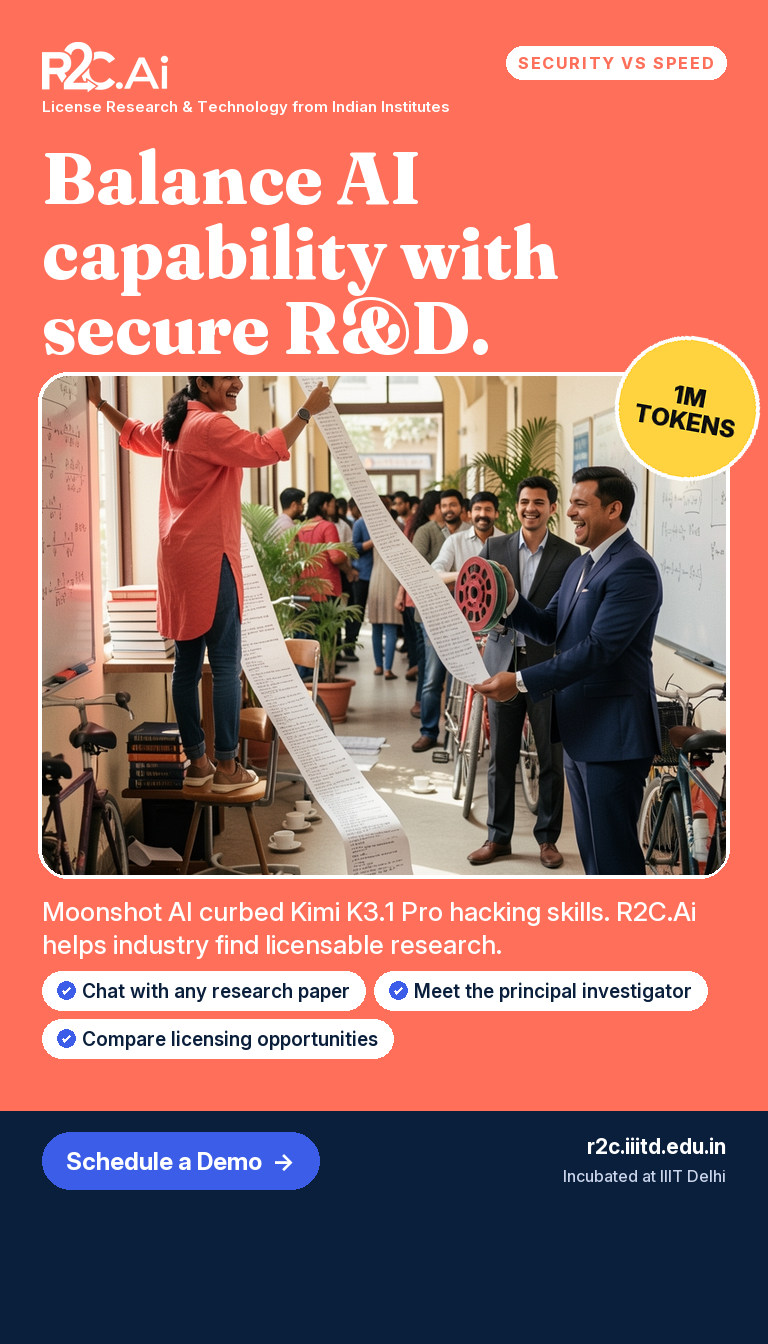 R2C.Ai
SECURITY VS SPEED
License Research & Technology from Indian Institutes
Balance AI
capability with
secure R&D.
1M
TOKENS
Moonshot AI curbed Kimi K3.1 Pro hacking skills. R2C.Ai
helps industry find licensable research.
Chat with any research paper
Meet the principal investigator
Compare licensing opportunities
Schedule a Demo →
r2c.iiitd.edu.in
Incubated at IIIT Delhi